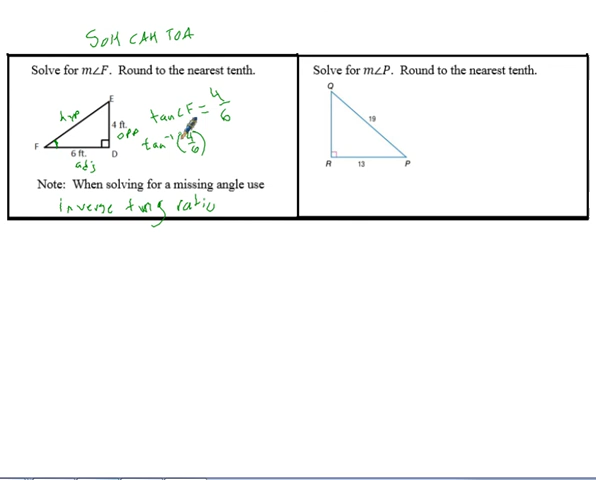 SOH CAH TOA
Solve for m∠F. Round to the nearest tenth.
hyp
E
4 ft.
opp
F
6 ft.
D
adj
tan∠F = 4/6
tan⁻¹(4/6)
Note: When solving for a missing angle use
inverse trig ratio
Solve for m∠P. Round to the nearest tenth.
Q
19
R
13
P